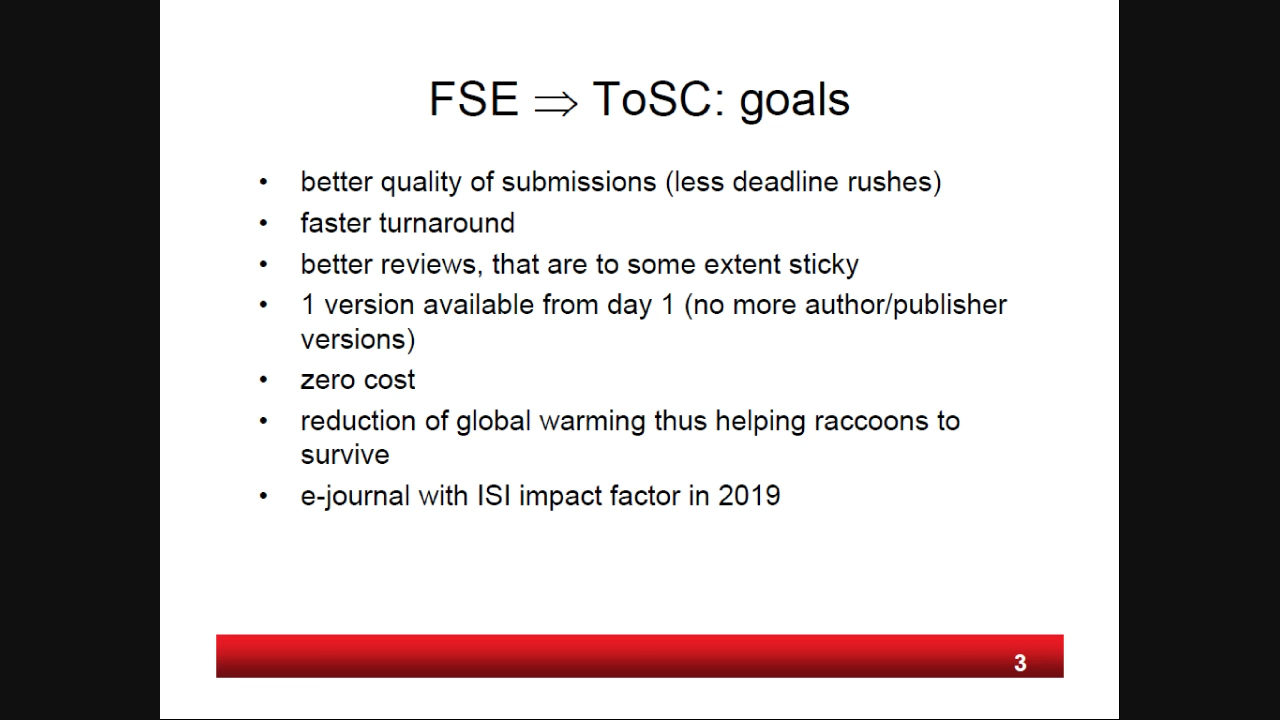 FSE ⇒ ToSC: goals
• better quality of submissions (less deadline rushes)
• faster turnaround
• better reviews, that are to some extent sticky
• 1 version available from day 1 (no more author/publisher
versions)
• zero cost
• reduction of global warming thus helping raccoons to
survive
• e-journal with ISI impact factor in 2019
3